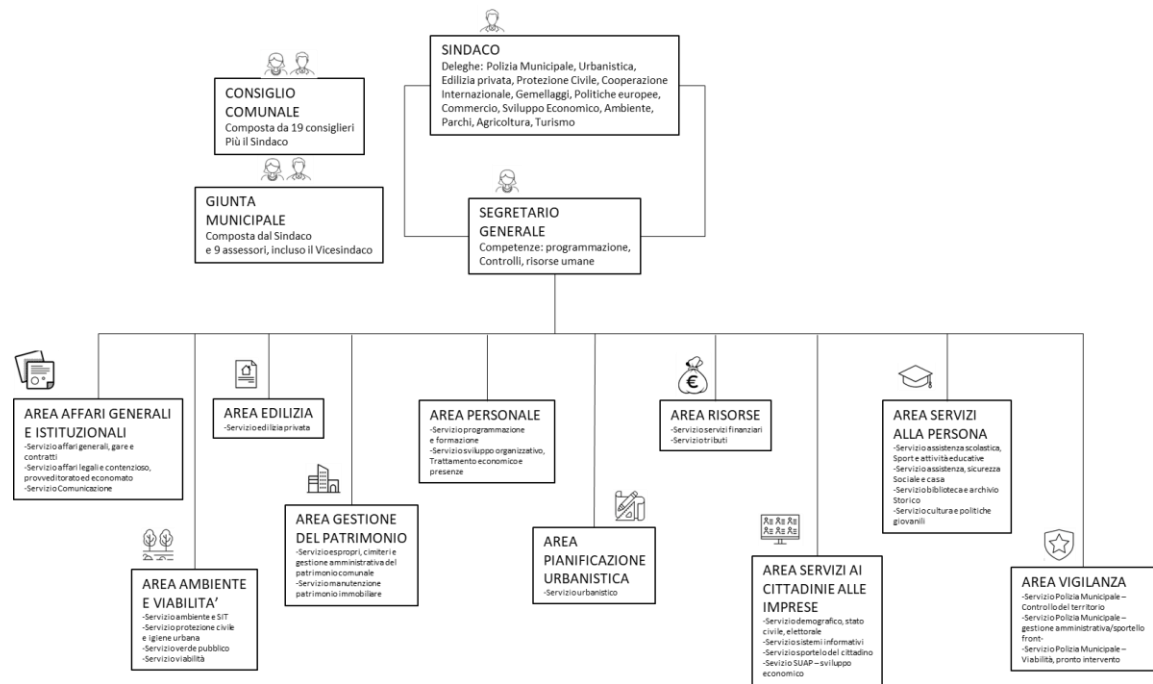 SINDACO
Deleghe: Polizia Municipale, Urbanistica,
Edilizia privata, Protezione Civile, Cooperazione
Internazionale, Gemellaggi, Politiche europee,
Commercio, Sviluppo Economico, Ambiente,
Parchi, Agricoltura, Turismo
CONSIGLIO
COMUNALE
Composta da 19 consiglieri
Più il Sindaco
GIUNTA
MUNICIPALE
Composta dal Sindaco
e 9 assessori, incluso il Vicesindaco
SEGRETARIO
GENERALE
Competenze: programmazione,
Controlli, risorse umane
AREA AFFARI GENERALI
E ISTITUZIONALI
-Servizio affari generali, gare e
contratti
-Servizio affari legali e contenzioso,
provveditorato ed economato
-Servizio Comunicazione
AREA EDILIZIA
-Servizio edilizia privata
AREA PERSONALE
-Servizio programmazione
e formazione
-Servizio sviluppo organizzativo,
Trattamento economico e
presenze
€
AREA RISORSE
-Servizio servizi finanziari
-Servizio tributi
AREA SERVIZI
ALLA PERSONA
-Servizio assistenza scolastica,
Sport e attività educative
-Servizio assistenza, sicurezza
Sociale e casa
-Servizio biblioteca e archivio
Storico
-Servizio cultura e politiche
giovanili
AREA AMBIENTE
E VIABILITA’
-Servizio ambiente e SIT
-Servizio protezione civile
e igiene urbana
-Servizio verde pubblico
-Servizio viabilità
AREA GESTIONE
DEL PATRIMONIO
-Servizio espropri, cimiteri e
gestione amministrativa del
patrimonio comunale
-Servizio manutenzione
patrimonio immobiliare
AREA
PIANIFICAZIONE
URBANISTICA
-Servizio urbanistico
AREA SERVIZI AI
CITTADINIE ALLE
IMPRESE
-Servizio demografico, stato
civile, elettorale
-Servizio sistemi informativi
-Servizio sportelo del cittadino
-Sevizio SUAP – sviluppo
economico
AREA VIGILANZA
-Servizio Polizia Municipale –
Controllo del territorio
-Servizio Polizia Municipale –
gestione amministrativa/sportello
front-
-Servizio Polizia Municipale –
Viabilità, pronto intervento